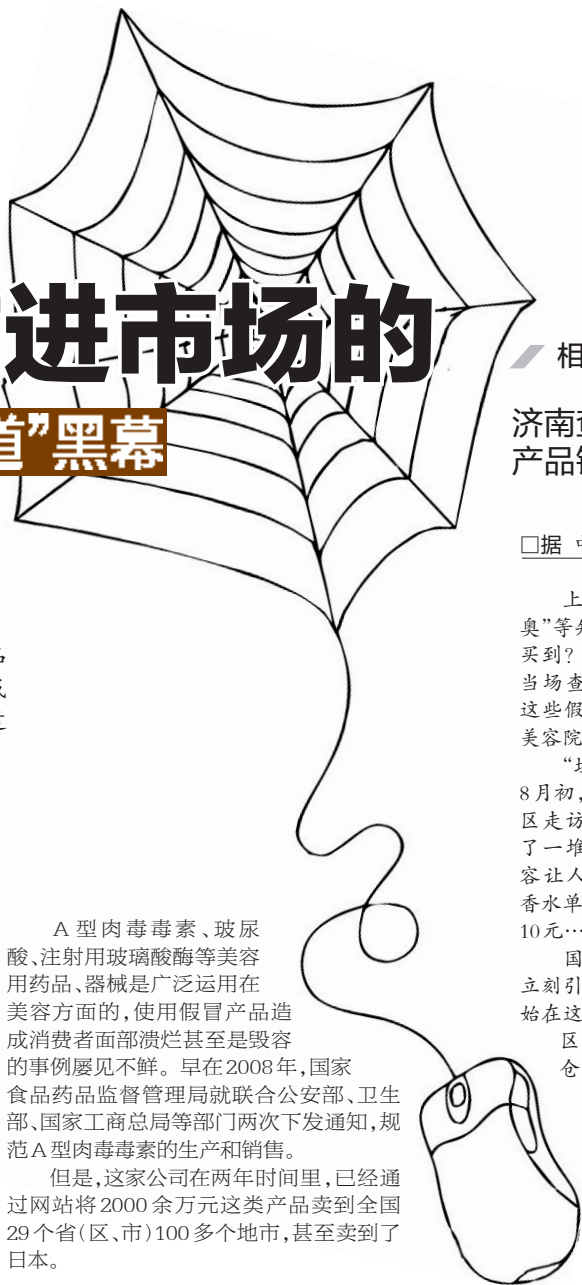 进市场的
道”黑幕
A型肉毒毒素、玻尿
酸、注射用玻璃酸酶等美容
用药品、器械是广泛运用在
美容方面的,使用假冒产品造
成消费者面部溃烂甚至是毁容
的事例屡见不鲜。早在2008年,国家
食品药品监督管理局就联合公安部、卫生
部、国家工商总局等部门两次下发通知,规
范A型肉毒毒素的生产和销售。
但是,这家公司在两年时间里,已经通
过网站将2000余万元这类产品卖到全国
29个省(区、市)100多个地市,甚至卖到了
日本。
相
济南
产品
□据
上
奥”等
买到?
当场查
这些假
美容院
8月初,
区走访
了一堆
容让人
香水单
10元…
国
立刻引
始在这
区
仓